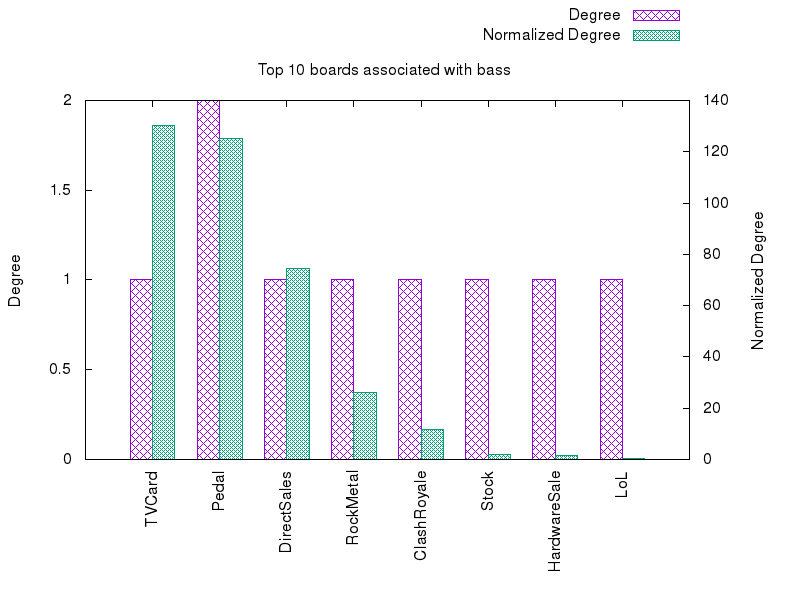 Degree
Normalized Degree
Top 10 boards associated with bass
2
1.5
1
0.5
0
140
120
100
80
60
40
20
0
Degree
Normalized Degree
TVCard
Pedal
DirectSales
RockMetal
ClashRoyale
Stock
HardwareSale
LoL